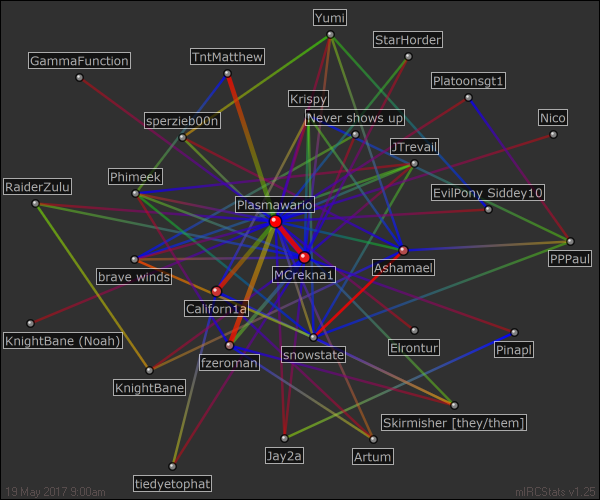 Yumi
StarHorder
GammaFunction
TntMatthew
Platoonsgt1
Krispy
sperzieb00n
Never shows up
Nico
JTrevail
Phimeek
RaiderZulu
EvilPony Siddey10
Plasmawario
PPPaul
brave winds
MCrekna1
Ashamael
Californ1a
KnightBane (Noah)
fzeroman
snowstate
Elrontur
Pinapl
KnightBane
Skirmisher [they/them]
Jay2a
Artum
tiedyetophat
19 May 2017 9:00am
mIRCStats v1.25